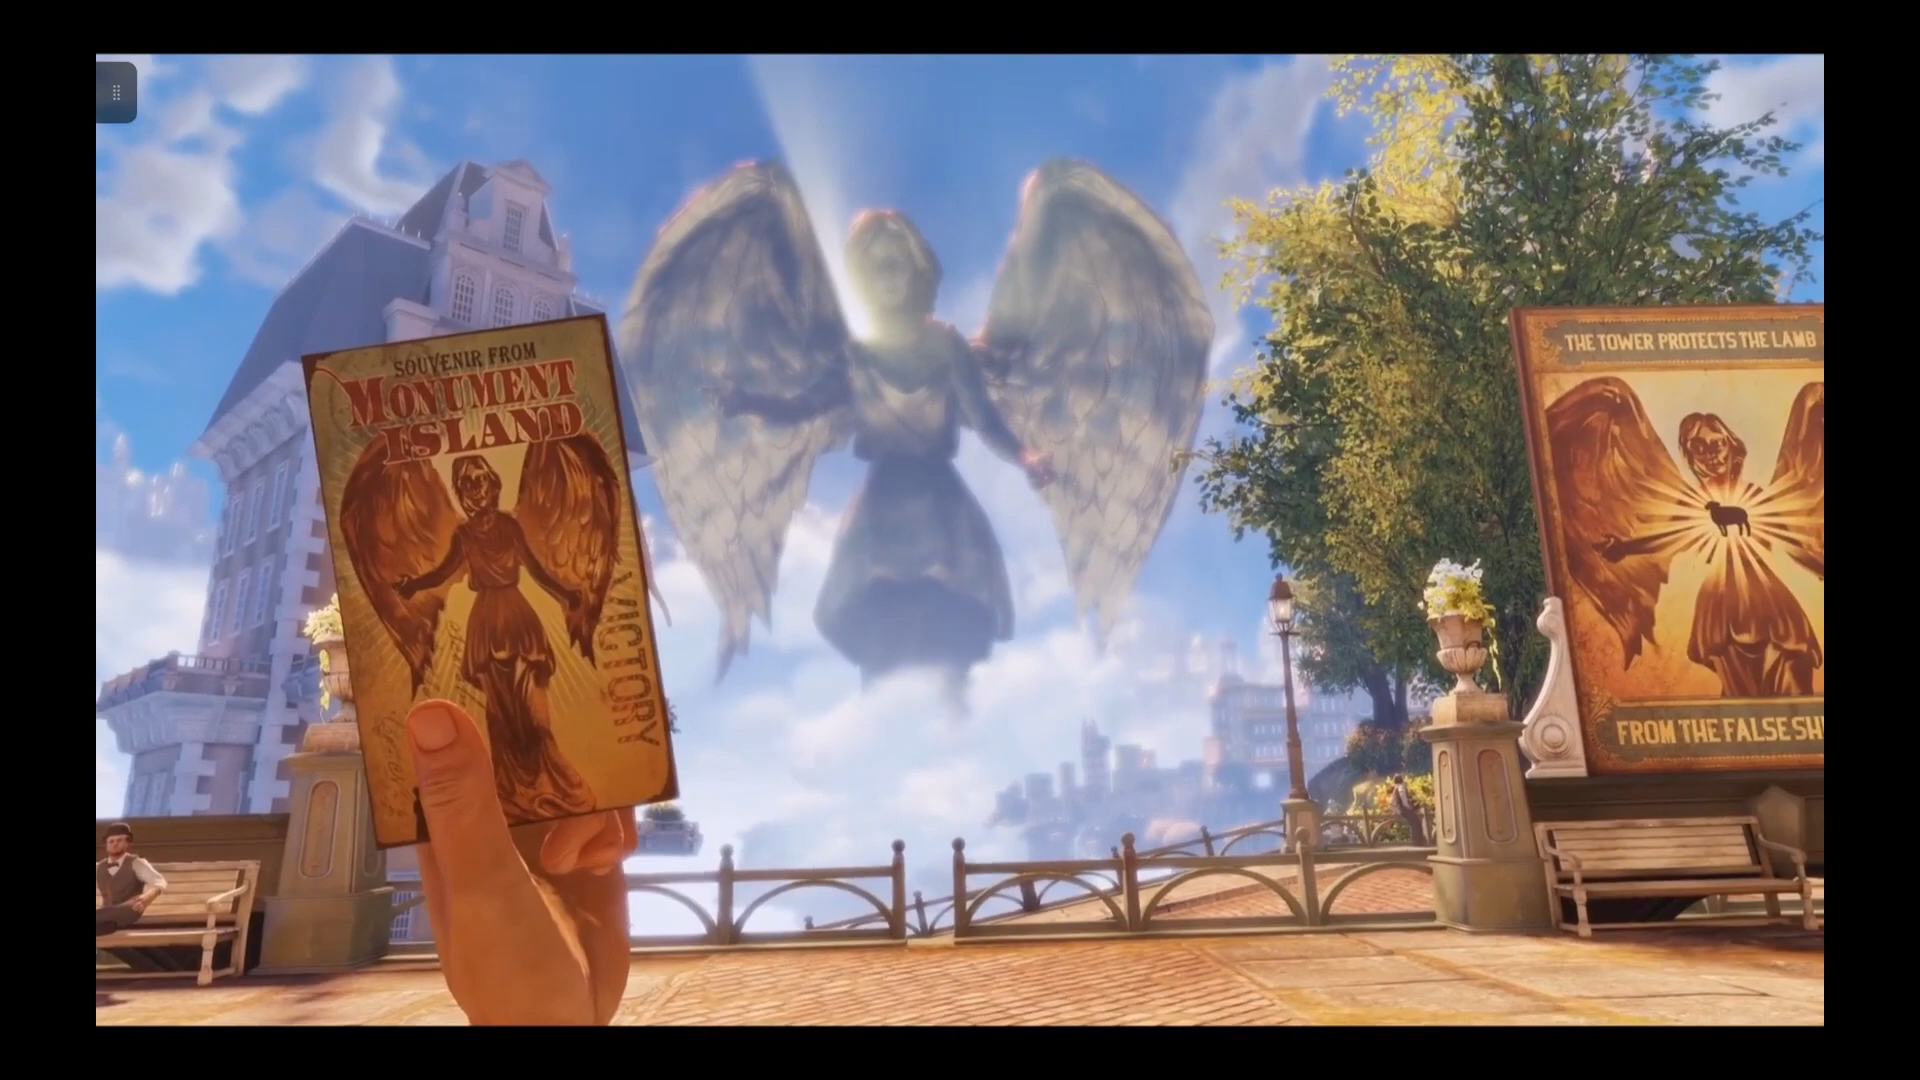 SOUVENIR FROM
MONUMENT
ISLAND
VICTORY
THE TOWER PROTECTS THE LAMB
FROM THE FALSE SH